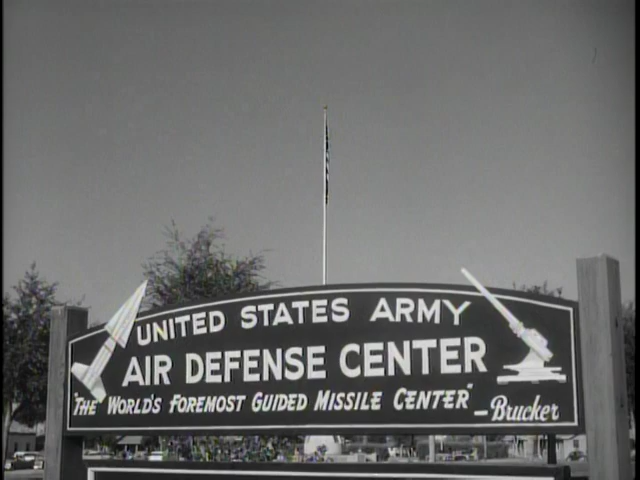 UNITED STATES ARMY
AIR DEFENSE CENTER
"THE WORLD'S FOREMOST GUIDED MISSILE CENTER" —Brucker